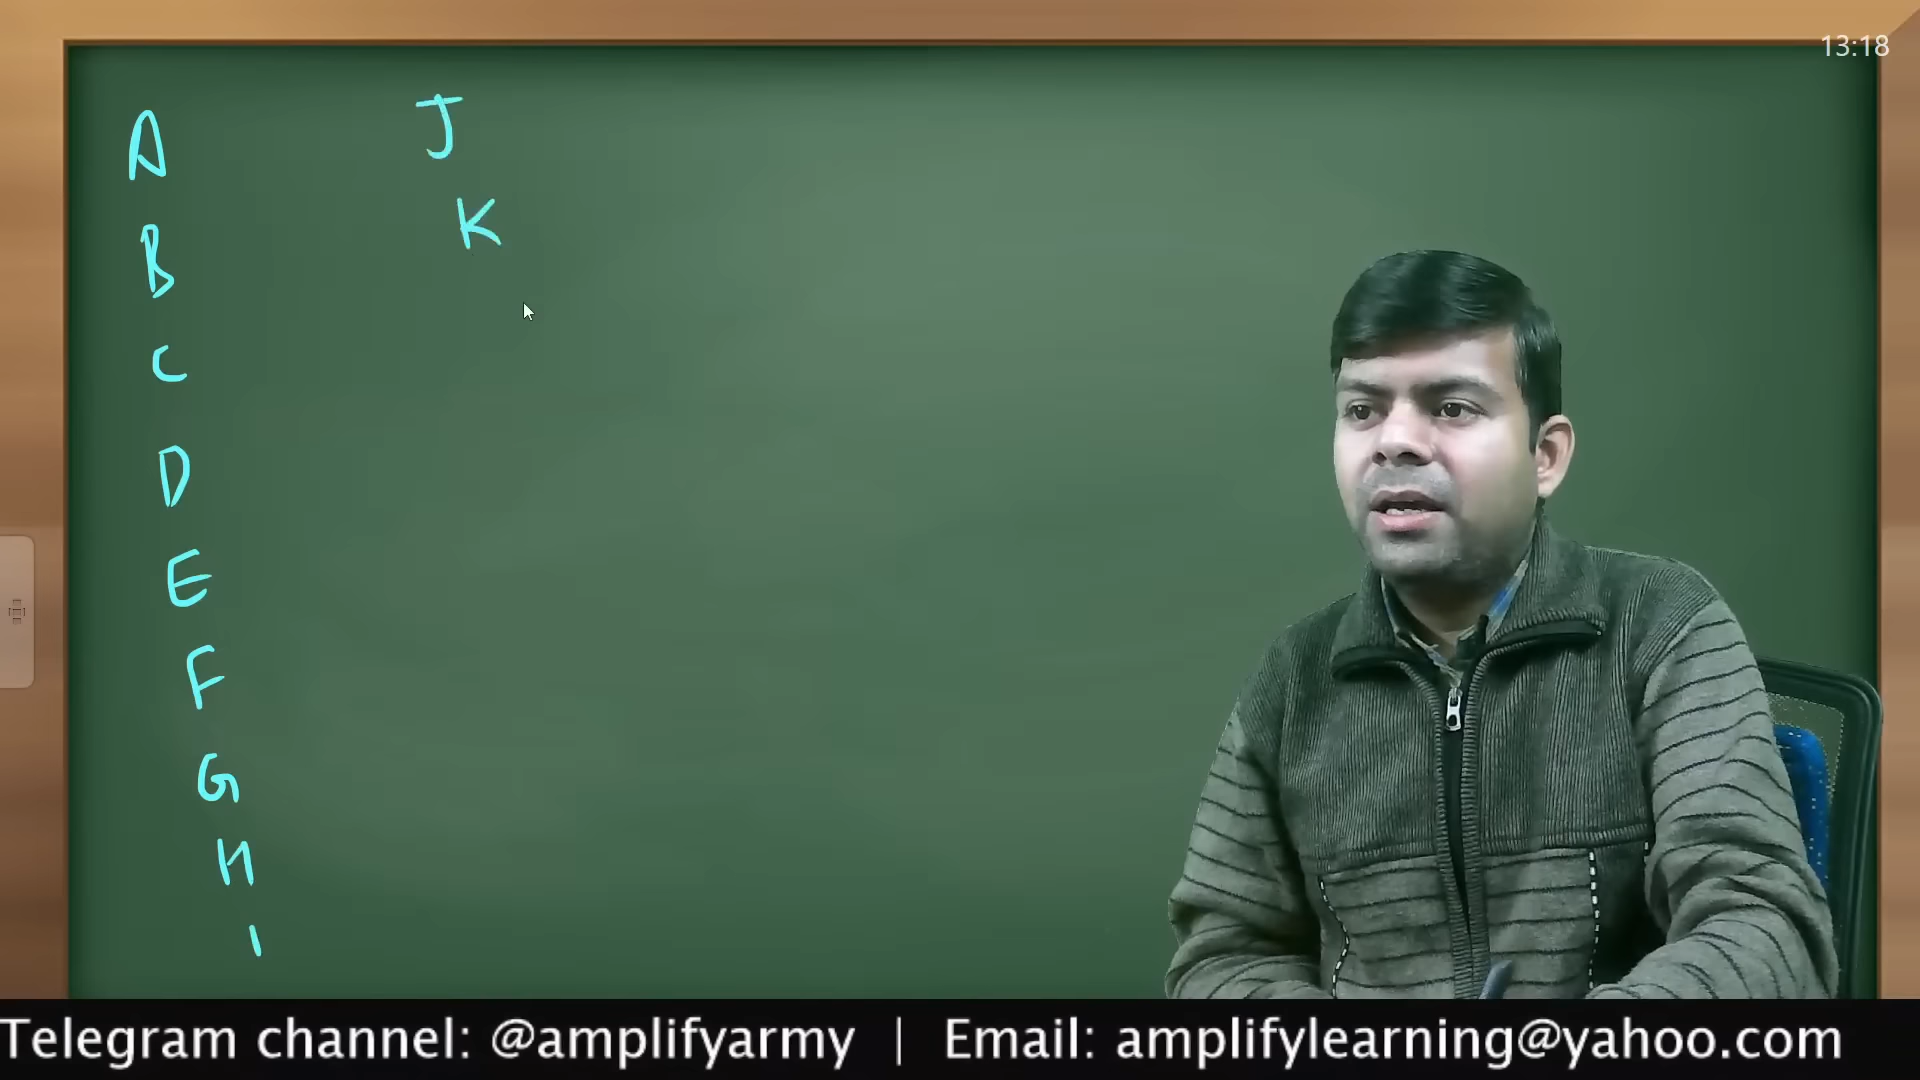 13:18
A
B
C
D
E
F
G
H
I
J
K
Telegram channel: @amplifyarmy | Email: amplifylearning@yahoo.com